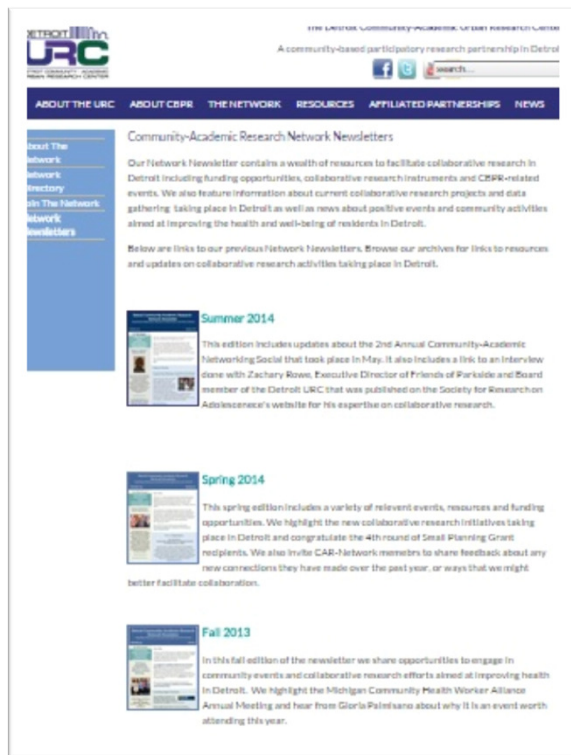 DETROIT
URC
The Detroit Community-Academic Urban Research Cente
A community-based participatory research partnership in Detroi
search...
ABOUT THE URC ABOUT CBPR THE NETWORK RESOURCES AFFILIATED PARTNERSHIPS NEWS
About The
Network
Network
Directory
Join The Network
Network
Newsletters
Community-Academic Research Network Newsletters
Our Network Newsletter contains a wealth of resources to facilitate collaborative research in
Detroit including funding opportunities, collaborative research instruments and CBPR-related
events. We also feature information about current collaborative research projects and data
gathering taking place in Detroit as well as news about positive events and community activities
aimed at improving the health and well-being of residents in Detroit.
Below are links to our previous Network Newsletters. Browse our archives for links to resources
and updates on collaborative research activities taking place in Detroit.
Summer 2014
This edition includes updates about the 2nd Annual Community-Academic
Networking Social that took place in May. It also includes a link to an interview
done with Zachary Rowe, Executive Director of Friends of Parkside and Board
member of the Detroit URC that was published on the Society for Research on
Adolescenece's website for his expertise on collaborative research.
Spring 2014
This spring edition includes a variety of relevant events, resources and funding
opportunities. We highlight the new collaborative research initiatives taking
place in Detroit and congratulate the 4th round of Small Planning Grant
recipients. We also invite CAR-Network memebrs to share feedback about any
new connections they have made over the past year, or ways that we might
better facilitate collaboration.
Fall 2013
In this fall edition of the newsletter we share opportunities to engage in
community events and collaborative research efforts aimed at improving health
in Detroit. We highlight the Michigan Community Health Worker Alliance
Annual Meeting and hear from Gloria Palmisano about why it is an event worth
attending this year.